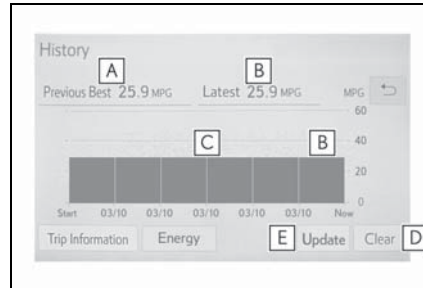 History
A B
Previous Best 25.9 MPG Latest 25.9 MPG MPG
60
C B 40
20
0
Start 03/10 03/10 03/10 03/10 03/10 Now
Trip Information Energy E Update Clear D